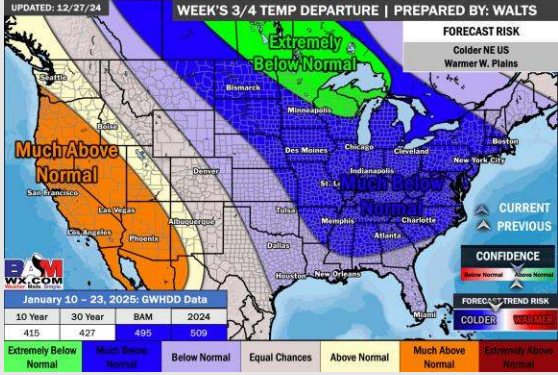 UPDATED: 12/27/24
WEEK'S 3/4 TEMP DEPARTURE | PREPARED BY: WALTS
FORECAST RISK
Colder NE US
Warmer W. Plains
Extremely
Below Normal
Seattle
Bismarck
Minneapolis
Boise
Boston
Much Above
Normal
Des Moines
Chicago
Cleveland
New York City
Denver
Indianapolis
San Francisco
St. L
Much Below
Normal
Las Vegas
Albuquerque
Tulsa
Memphis
Charlotte
Los Angeles
Phoenix
Atlanta
Dallas
CURRENT
PREVIOUS
Houston
New Orleans
Miami
CONFIDENCE
Below Normal
Above Normal
BAM
WX.COM
FORECAST TREND RISK
COLDER
WARMER
January 10 – 23, 2025: GWHDD Data
10 Year 30 Year BAM 2024
415 427 495 509
Extremely Below Normal
Much Below Normal
Below Normal
Equal Chances
Above Normal
Much Above Normal
Extremely Above Normal